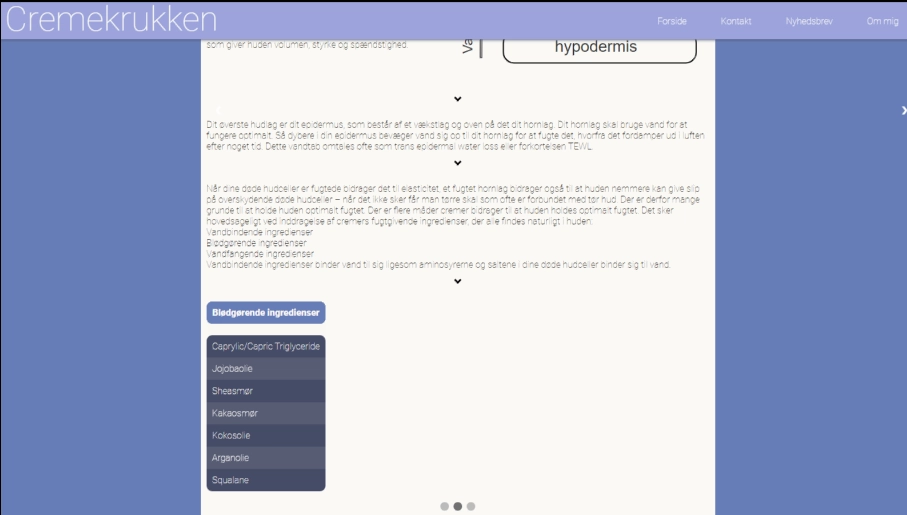 Cremekrukken
Forside
Kontakt
Nyhedsbrev
Om mig
som giver huden volumen, styrke og spændstighed.
Va
hypodermis
Dit øverste hudlag er dit epidermus, som består af et vækstlag og oven på det dit hornlag. Dit hornlag skal bruge vand for at
fungere optimalt. Så dybere i din epidermus bevæger vand sig op til dit hornlag for at fugte det, hvorfra det fordamper ud i luften
efter noget tid. Dette vandtab omtales ofte som trans epidermal water loss eller forkortelsen TEWL.
Når dine døde hudceller er fugtede bidrager det til elasticitet, et fugtet hornlag bidrager også til at huden nemmere kan give slip
på overskydende døde hudceller – når det ikke sker får man tørre skal som ofte er forbundet med tør hud. Der er derfor mange
grunde til at holde huden optimalt fugtet. Der er flere måder cremer bidrager til at huden holdes optimalt fugtet. Det sker
hovedsageligt ved inddragelse af cremers fugtgivende ingredienser, der alle findes naturligt i huden:
Vandbindende ingredienser
Blødgørende ingredienser
Vandfangende ingredienser
Vandbindende ingredienser binder vand til sig ligesom aminosyrerne og saltene i dine døde hudceller binder sig til vand.
Blødgørende ingredienser
Caprylic/Capric Triglyceride
Jojobaolie
Sheasmør
Kakaosmør
Kokosolie
Arganolie
Squalane